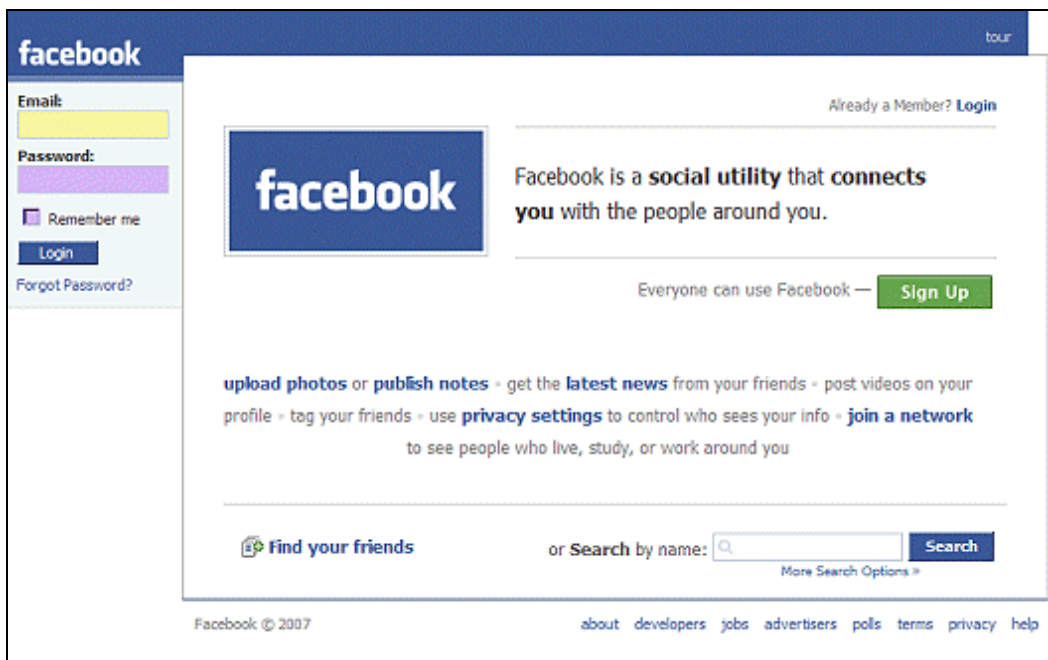 tour
facebook
Email:
Password:
Remember me
Login
Forgot Password?
Already a Member? Login
facebook
Facebook is a social utility that connects
you with the people around you.
Everyone can use Facebook — Sign Up
upload photos or publish notes • get the latest news from your friends • post videos on your
profile • tag your friends • use privacy settings to control who sees your info • join a network
to see people who live, study, or work around you
Find your friends
or Search by name: Search
More Search Options »
Facebook © 2007
about developers jobs advertisers polls terms privacy help